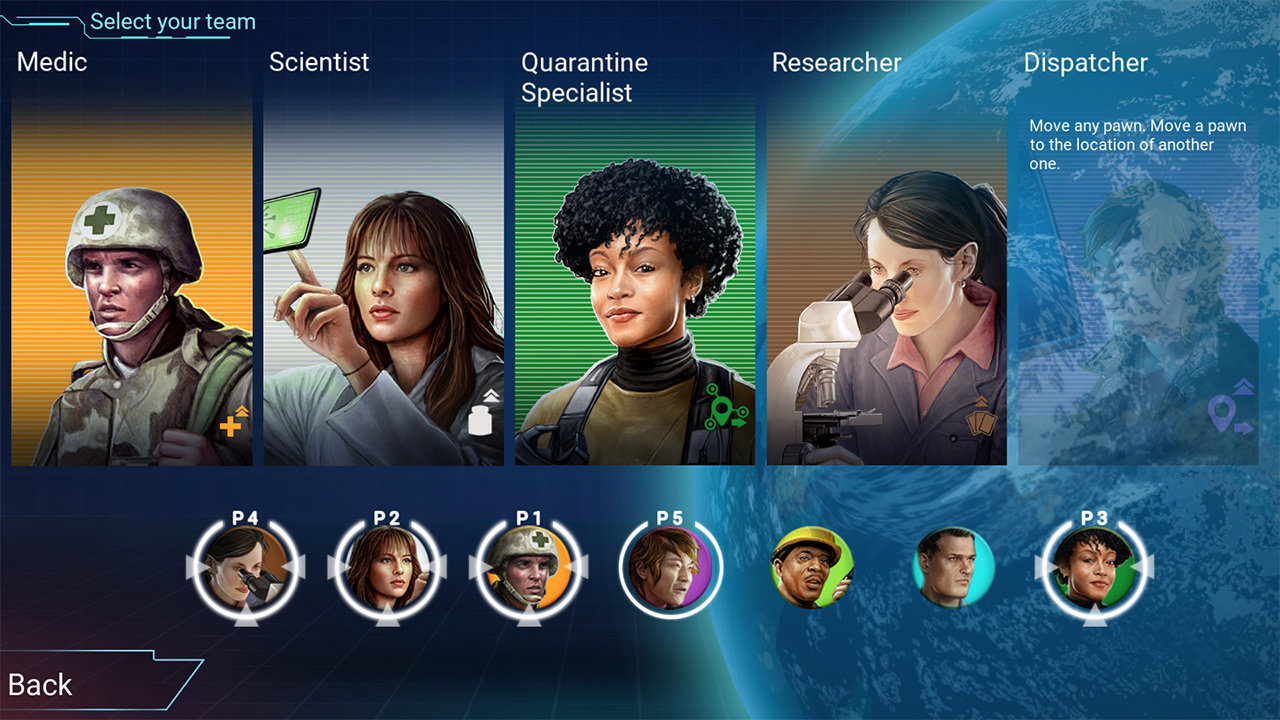 Select your team
Medic
Scientist
Quarantine
Specialist
Researcher
Dispatcher
Move any pawn. Move a pawn
to the location of another
one.
P4
P2
P1
P5
P3
Back